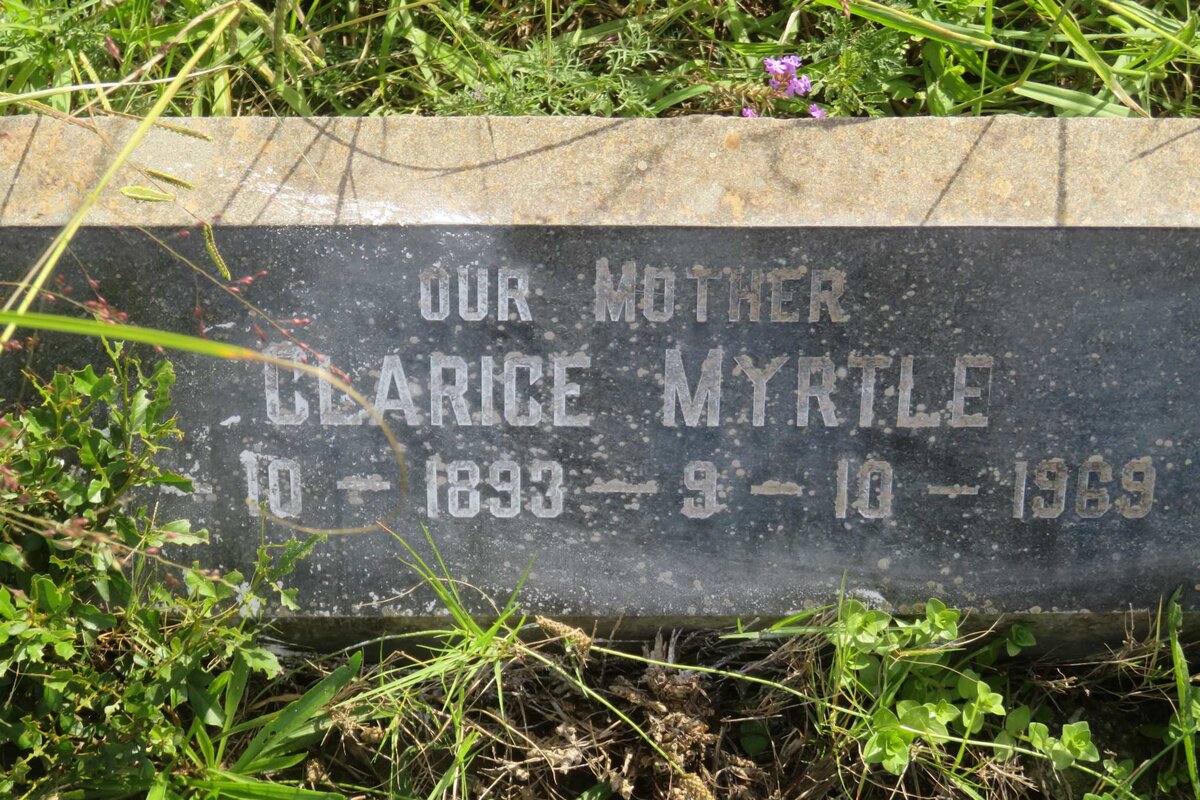 OUR MOTHER
CLARICE MYRTLE
– 10 – 1893 – 9 – 10 – 1969